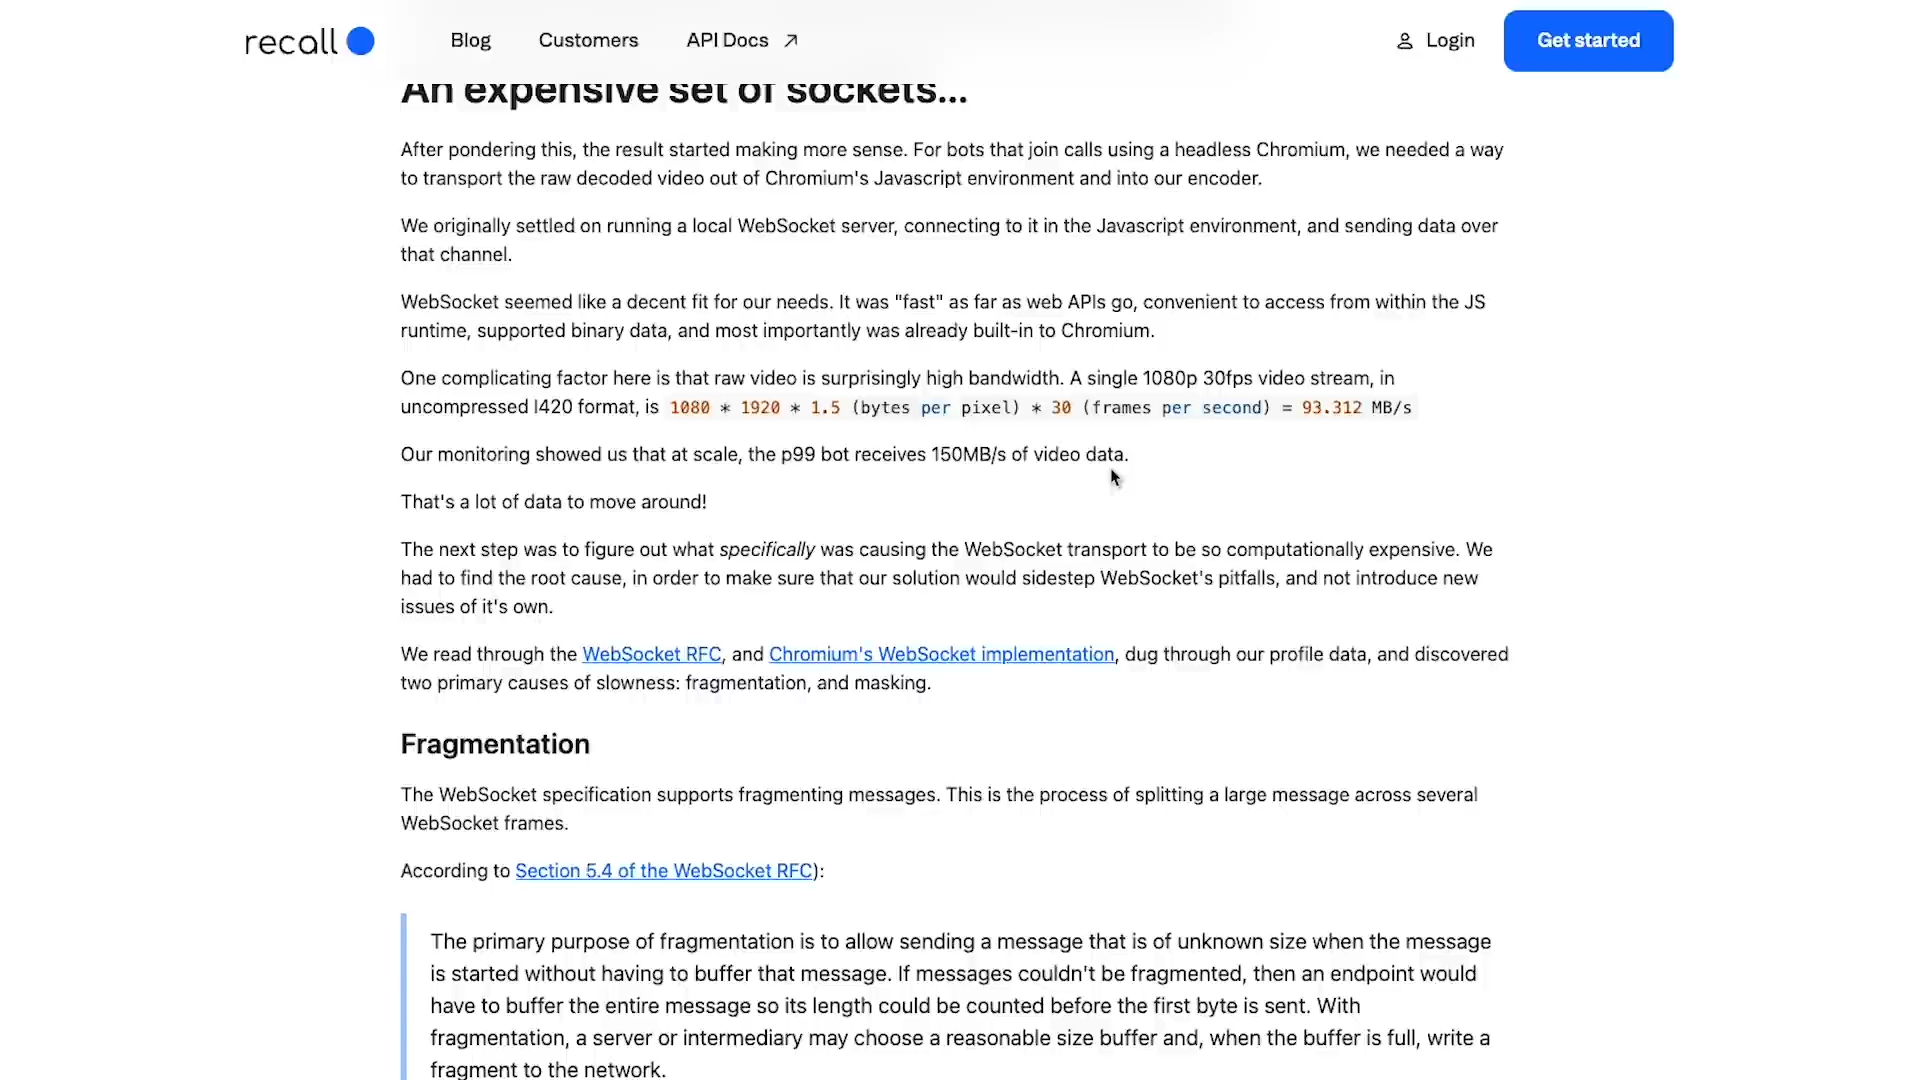 recall
Blog
Customers
API Docs
Login
Get started
An expensive set of sockets...
After pondering this, the result started making more sense. For bots that join calls using a headless Chromium, we needed a way
to transport the raw decoded video out of Chromium's Javascript environment and into our encoder.
We originally settled on running a local WebSocket server, connecting to it in the Javascript environment, and sending data over
that channel.
WebSocket seemed like a decent fit for our needs. It was "fast" as far as web APIs go, convenient to access from within the JS
runtime, supported binary data, and most importantly was already built-in to Chromium.
One complicating factor here is that raw video is surprisingly high bandwidth. A single 1080p 30fps video stream, in
uncompressed I420 format, is 1080 * 1920 * 1.5 (bytes per pixel) * 30 (frames per second) = 93.312 MB/s
Our monitoring showed us that at scale, the p99 bot receives 150MB/s of video data.
That's a lot of data to move around!
The next step was to figure out what specifically was causing the WebSocket transport to be so computationally expensive. We
had to find the root cause, in order to make sure that our solution would sidestep WebSocket's pitfalls, and not introduce new
issues of it's own.
We read through the WebSocket RFC, and Chromium's WebSocket implementation, dug through our profile data, and discovered
two primary causes of slowness: fragmentation, and masking.
Fragmentation
The WebSocket specification supports fragmenting messages. This is the process of splitting a large message across several
WebSocket frames.
According to Section 5.4 of the WebSocket RFC):
The primary purpose of fragmentation is to allow sending a message that is of unknown size when the message
is started without having to buffer that message. If messages couldn't be fragmented, then an endpoint would
have to buffer the entire message so its length could be counted before the first byte is sent. With
fragmentation, a server or intermediary may choose a reasonable size buffer and, when the buffer is full, write a
fragment to the network.